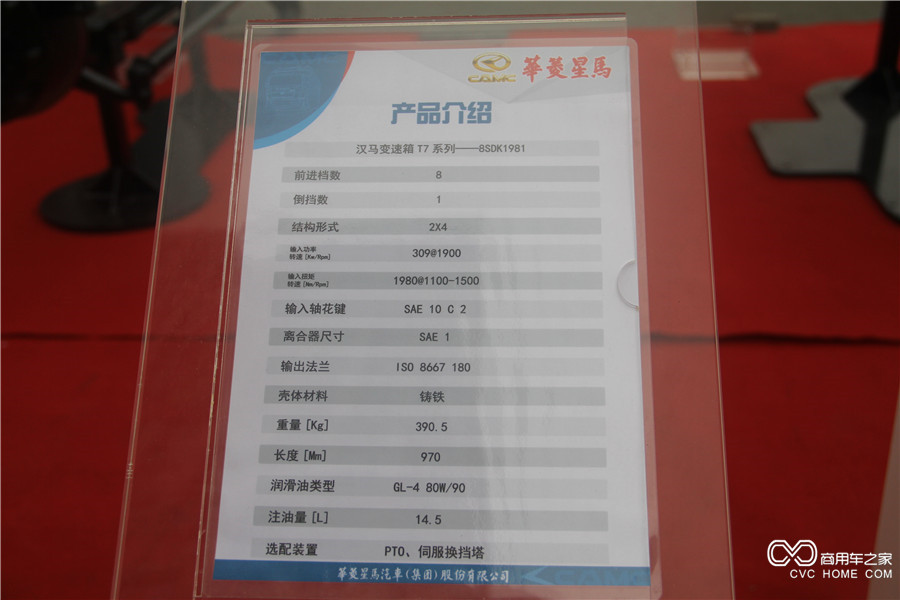 CAMC 華菱星馬
产品介绍
汉马变速箱 T7 系列——8SDK1981
前进档数 8
倒挡数 1
结构形式 2X4
输入功率
转速 [Kw/Rpm] 309@1900
输入扭矩
转速 [Nm/Rpm] 1980@1100-1500
输入轴花键 SAE 10 C 2
离合器尺寸 SAE 1
输出法兰 ISO 8667 180
壳体材料 铸铁
重量 [Kg] 390.5
长度 [Mm] 970
润滑油类型 GL-4 80W/90
注油量 [L] 14.5
选配装置 PTO、伺服换挡塔
華菱星馬汽車(集团)股份有限公司
商用车之家
CVC HOME COM